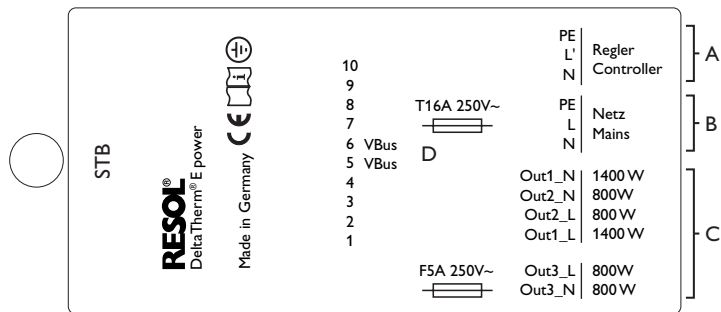 STB
RESOL®
DeltaTherm® E power
Made in Germany CE i
10
9
8
7
6 VBus
5 VBus
4
3
2
1
T16A 250V~
D
F5A 250V~
PE
L'
N
Regler
Controller
A
PE
L
N
Netz
Mains
B
Out1_N 1400 W
Out2_N 800W
Out2_L 800 W
Out1_L 1400 W
Out3_L 800W
Out3_N 800 W
C